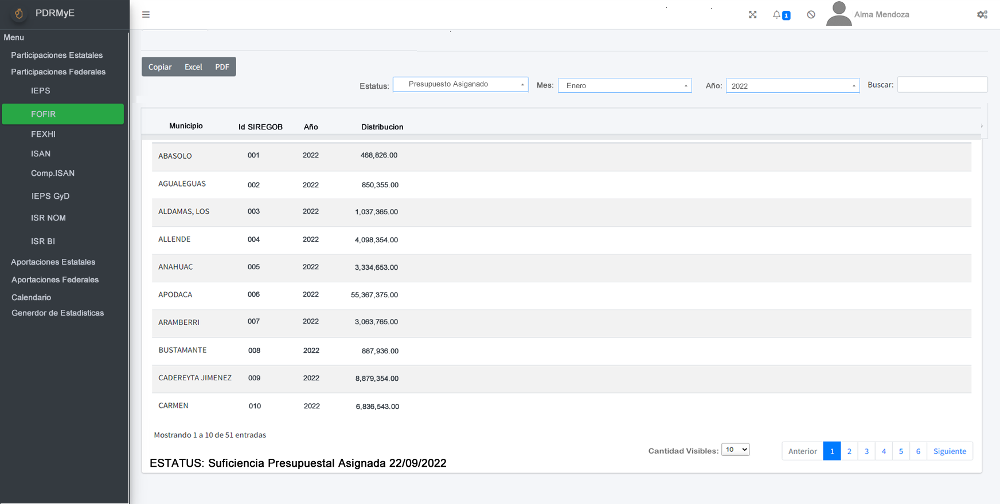 PDRMyE
1
Alma Mendoza
Menu
Participaciones Estatales
Participaciones Federales
IEPS
FOFIR
FEXHI
ISAN
Comp.ISAN
IEPS GyD
ISR NOM
ISR BI
Aportaciones Estatales
Aportaciones Federales
Calendario
Generdor de Estadisticas
Copiar Excel PDF
Estatus: Presupuesto Asiganado Mes: Enero Año: 2022 Buscar:
Municipio Id SIREGOB Año Distribucion
ABASOLO 001 2022 468,826.00
AGUALEGUAS 002 2022 850,355.00
ALDAMAS, LOS 003 2022 1,037,365.00
ALLENDE 004 2022 4,098,354.00
ANAHUAC 005 2022 3,334,653.00
APODACA 006 2022 55,367,375.00
ARAMBERRI 007 2022 3,063,765.00
BUSTAMANTE 008 2022 887,936.00
CADEREYTA JIMENEZ 009 2022 8,879,354.00
CARMEN 010 2022 6,836,543.00
Mostrando 1 a 10 de 51 entradas
Cantidad Visibles: 10 Anterior 1 2 3 4 5 6 Siguiente
ESTATUS: Suficiencia Presupuestal Asignada 22/09/2022